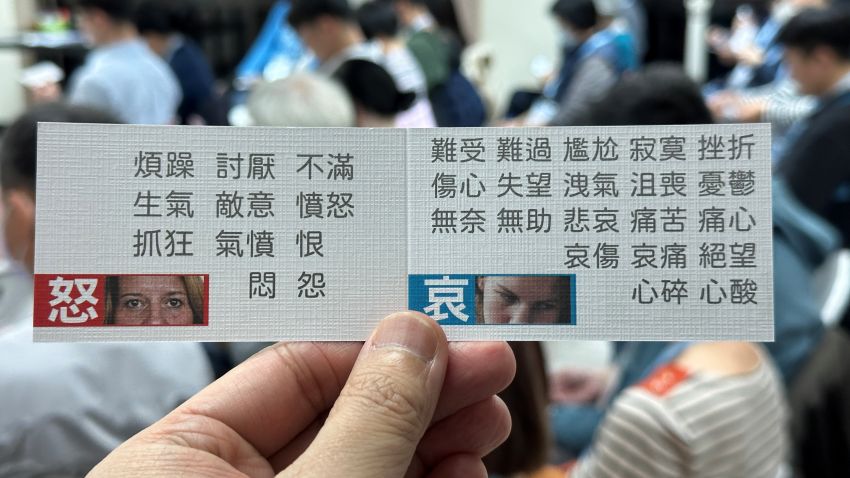 煩躁 討厭 不滿
生氣 敵意 憤怒
抓狂 氣憤 恨
悶 怨
怒
難受 難過 尷尬 寂寞 挫折
傷心 失望 洩氣 沮喪 憂鬱
無奈 無助 悲哀 痛苦 痛心
哀傷 哀痛 絕望
心碎 心酸
哀